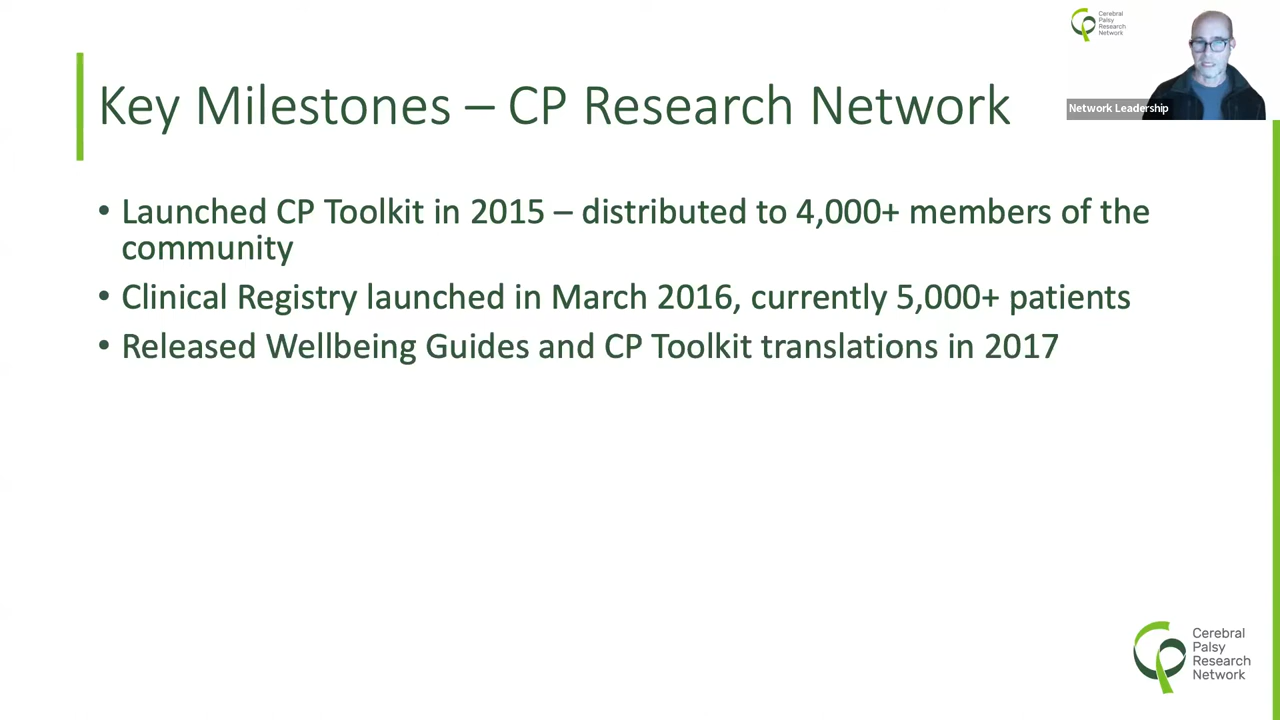 Cerebral
Palsy
Research
Network
Network Leadership
Key Milestones – CP Research Network
• Launched CP Toolkit in 2015 – distributed to 4,000+ members of the
community
• Clinical Registry launched in March 2016, currently 5,000+ patients
• Released Wellbeing Guides and CP Toolkit translations in 2017
Cerebral
Palsy
Research
Network